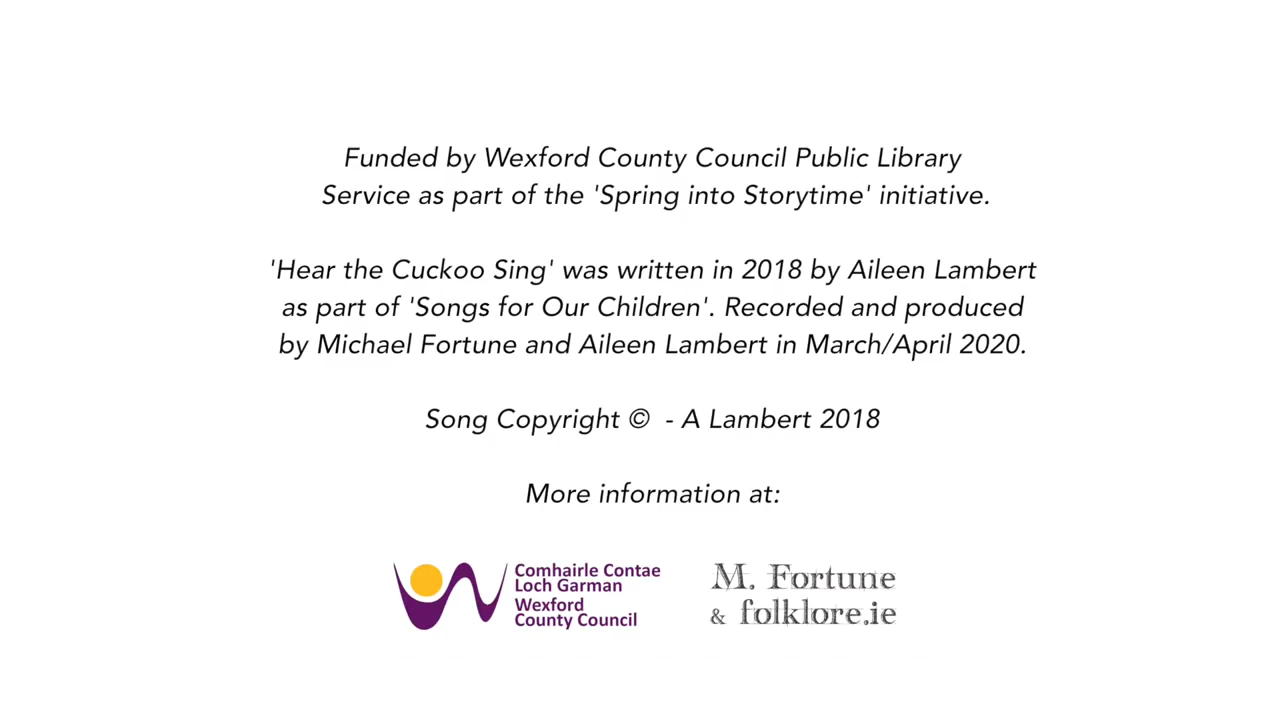 Funded by Wexford County Council Public Library
Service as part of the 'Spring into Storytime' initiative.
'Hear the Cuckoo Sing' was written in 2018 by Aileen Lambert
as part of 'Songs for Our Children'. Recorded and produced
by Michael Fortune and Aileen Lambert in March/April 2020.
Song Copyright © - A Lambert 2018
More information at:
Comhairle Contae
Loch Garman
Wexford
County Council
M. Fortune
& folklore.ie